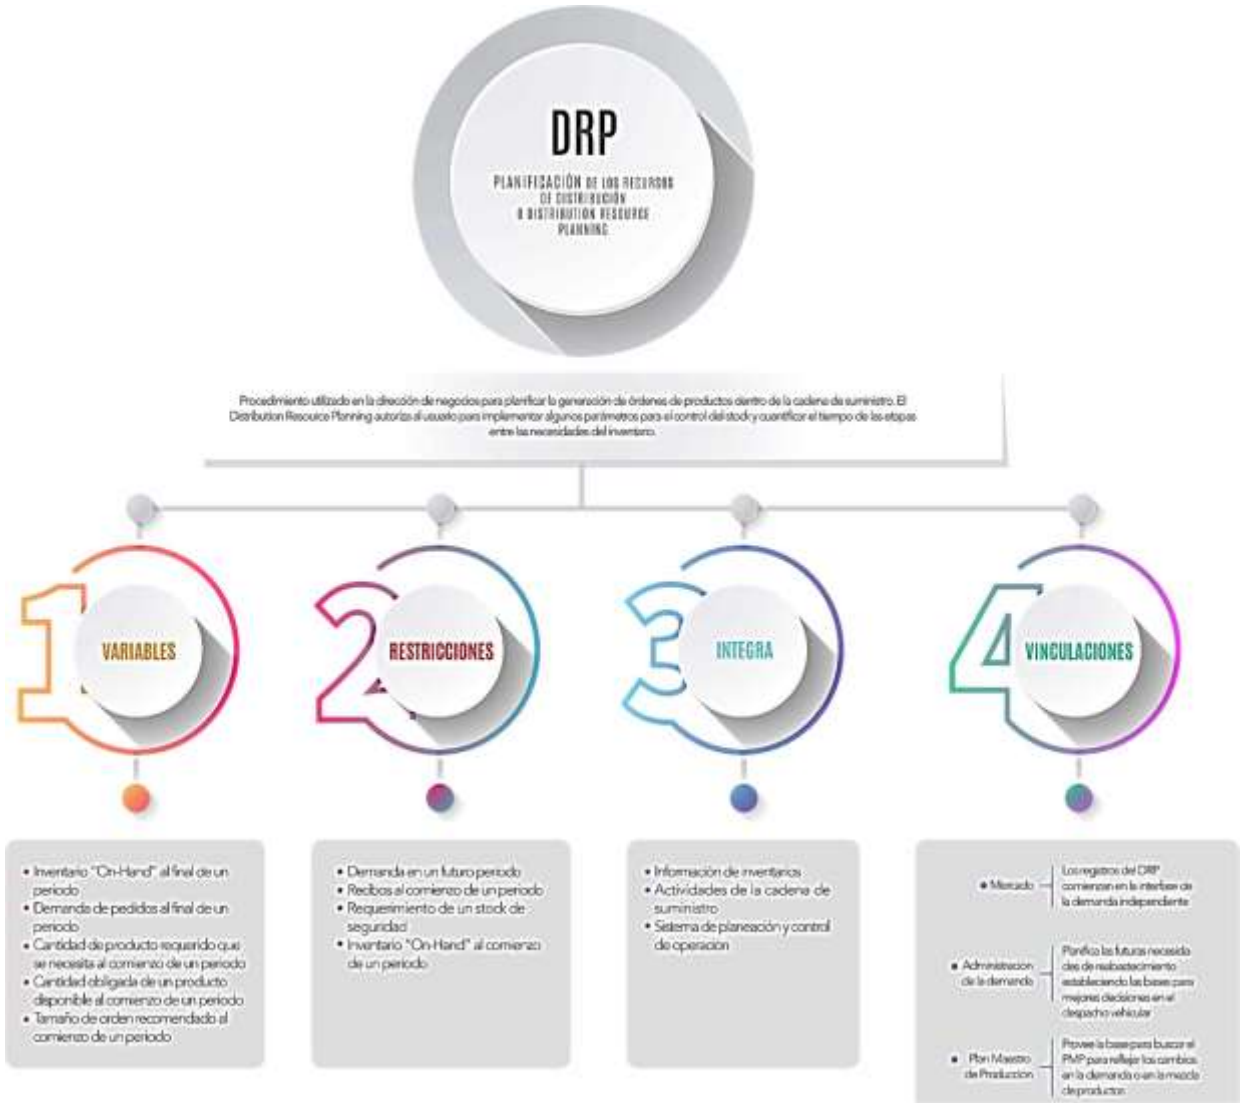 DRP
PLANIFICACIÓN DE LOS RECURSOS
DE DISTRIBUCIÓN
O DISTRIBUTION RESOURCE
PLANNING
Procedimiento utilizado en la dirección de negocios para planificar la generación de órdenes de productos dentro de la cadena de suministro. El
Distribution Resource Planning autoriza al usuario para implementar algunos parámetros para el control del stock y cuantificar el tiempo de las etapas
entre las necesidades del inventario.
1
VARIABLES
• Inventario "On-Hand" al final de un
periodo
• Demanda de pedidos al final de un
periodo
• Cantidad de producto requerido que
se necesita al comienzo de un periodo
• Cantidad obligada de un producto
disponible al comienzo de un periodo
• Tamaño de orden recomendado al
comienzo de un periodo
2
RESTRICCIONES
• Demanda en un futuro periodo
• Recibos al comienzo de un periodo
• Requerimiento de un stock de
seguridad
• Inventario "On-Hand" al comienzo
de un periodo
3
INTEGRA
• Información de inventarios
• Actividades de la cadena de
suministro
• Sistema de planeación y control
de operación
4
VINCULACIONES
• Mercado
Los registros del DRP
comienzan en la interfase de
la demanda independiente
• Administracion
de la demanda
Planifica las futuras necesida
des de reabastecimiento
estableciendo las bases para
mejores decisiones en el
despacho vehicular
• Plan Maestro
de Produccion
Provee la base para buscar el
PMP para reflejar los cambios
en la demanda o en la mezcla
de productos